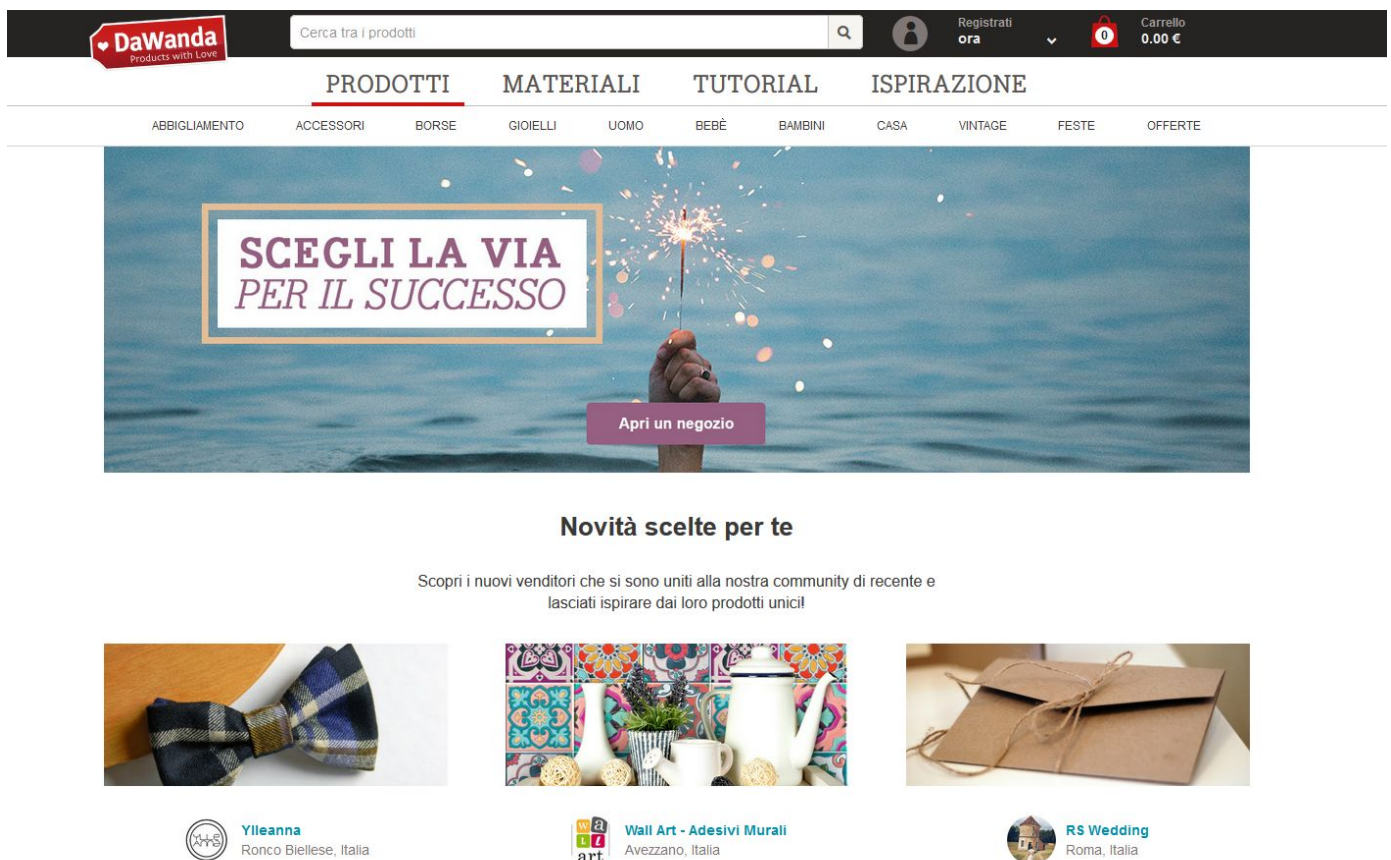 DaWanda
Products with Love
Cerca tra i prodotti
Registrati
ora
0
Carrello
0.00 €
PRODOTTI MATERIALI TUTORIAL ISPIRAZIONE
ABBIGLIAMENTO ACCESSORI BORSE GIOIELLI UOMO BEBÈ BAMBINI CASA VINTAGE FESTE OFFERTE
SCEGLI LA VIA
PER IL SUCCESSO
Apri un negozio
Novità scelte per te
Scopri i nuovi venditori che si sono uniti alla nostra community di recente e
lasciati ispirare dai loro prodotti unici!
Ylleanna
Ronco Biellese, Italia
wall
art
Wall Art - Adesivi Murali
Avezzano, Italia
RS Wedding
Roma, Italia